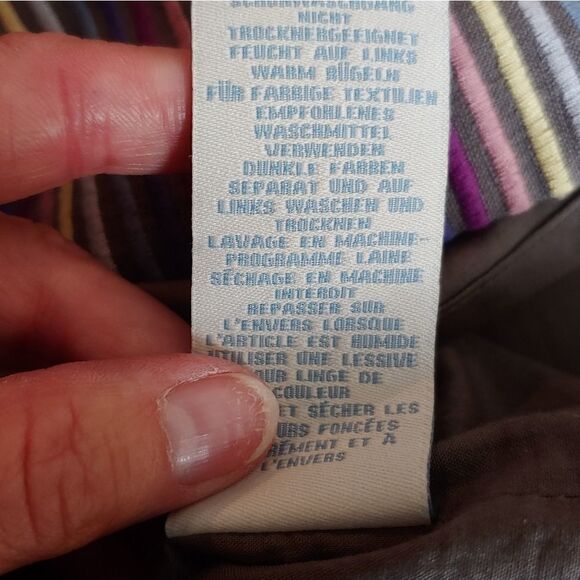 SCHONWASCHGANG
NICHT
TROCKNERGEEIGNET
FEUCHT AUF LINKS
WARM BÜGELN
FÜR FARBIGE TEXTILIEN
EMPFOHLENES
WASCHMITTEL
VERWENDEN
DUNKLE FARBEN
SEPARAT UND AUF
LINKS WASCHEN UND
TROCKNEN
LAVAGE EN MACHINE-
PROGRAMME LAINE
SÉCHAGE EN MACHINE
INTERDIT
REPASSER SUR
L'ENVERS LORSQUE
L'ARTICLE EST HUMIDE
UTILISER UNE LESSIVE
LINGE DE
COULEUR
ET SÉCHER LES
FONCÉES
ET À
L'ENVERS